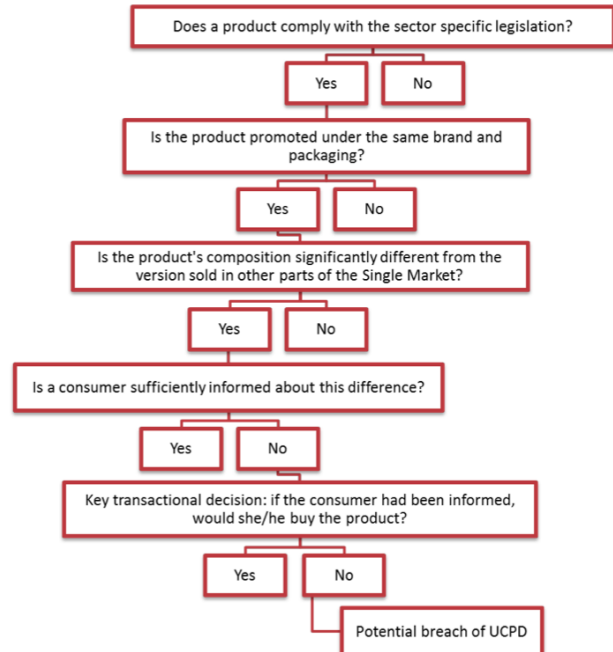 Does a product comply with the sector specific legislation?
Yes
No
Is the product promoted under the same brand and
packaging?
Yes
No
Is the product's composition significantly different from the
version sold in other parts of the Single Market?
Yes
No
Is a consumer sufficiently informed about this difference?
Yes
No
Key transactional decision: if the consumer had been informed,
would she/he buy the product?
Yes
No
Potential breach of UCPD